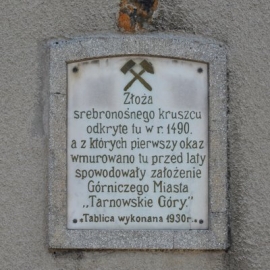 Złoża
srebronośnego kruszcu
odkryte tu w r. 1490,
a z których pierwszy okaz
wmurowano tu przed laty
spowodowały założenie
Górniczego Miasta
„Tarnowskie Góry."
Tablica wykonana 1930r.